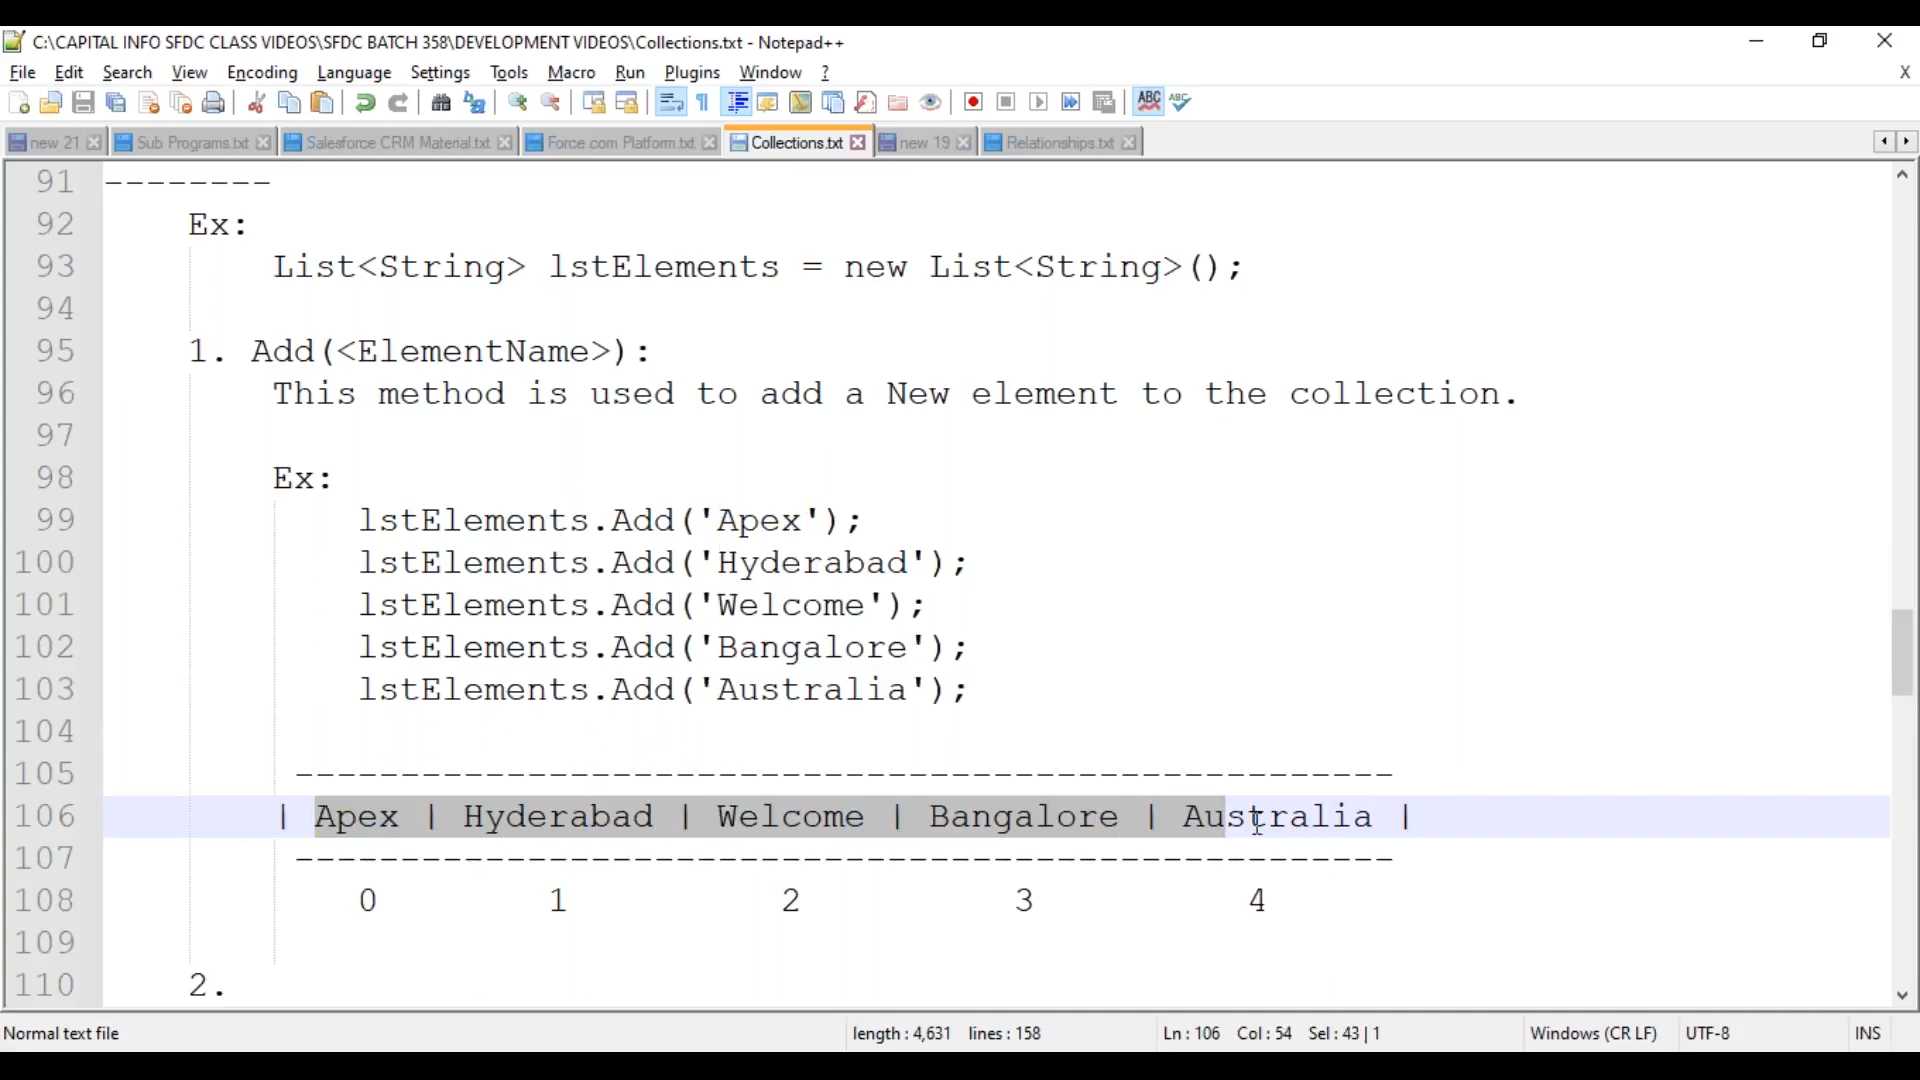 C:\CAPITAL INFO SFDC CLASS VIDEOS\SFDC BATCH 358\DEVELOPMENT VIDEOS\Collections.txt - Notepad++
File Edit Search View Encoding Language Settings Tools Macro Run Plugins Window ? X
ABC ABC
new 21 Sub Programs.txt Salesforce CRM Material.txt Force.com Platform.txt Collections.txt new 19 Relationships.txt
91 --------
92 Ex:
93 List<String> lstElements = new List<String>();
94
95 1. Add(<ElementName>):
96 This method is used to add a New element to the collection.
97
98 Ex:
99 lstElements.Add('Apex');
100 lstElements.Add('Hyderabad');
101 lstElements.Add('Welcome');
102 lstElements.Add('Bangalore');
103 lstElements.Add('Australia');
104
105 ----------------------------------------------------
106 | Apex | Hyderabad | Welcome | Bangalore | Australia |
107 ----------------------------------------------------
108 0 1 2 3 4
109
110 2.
Normal text file length : 4,631 lines : 158 Ln : 106 Col : 54 Sel : 43 | 1 Windows (CR LF) UTF-8 INS